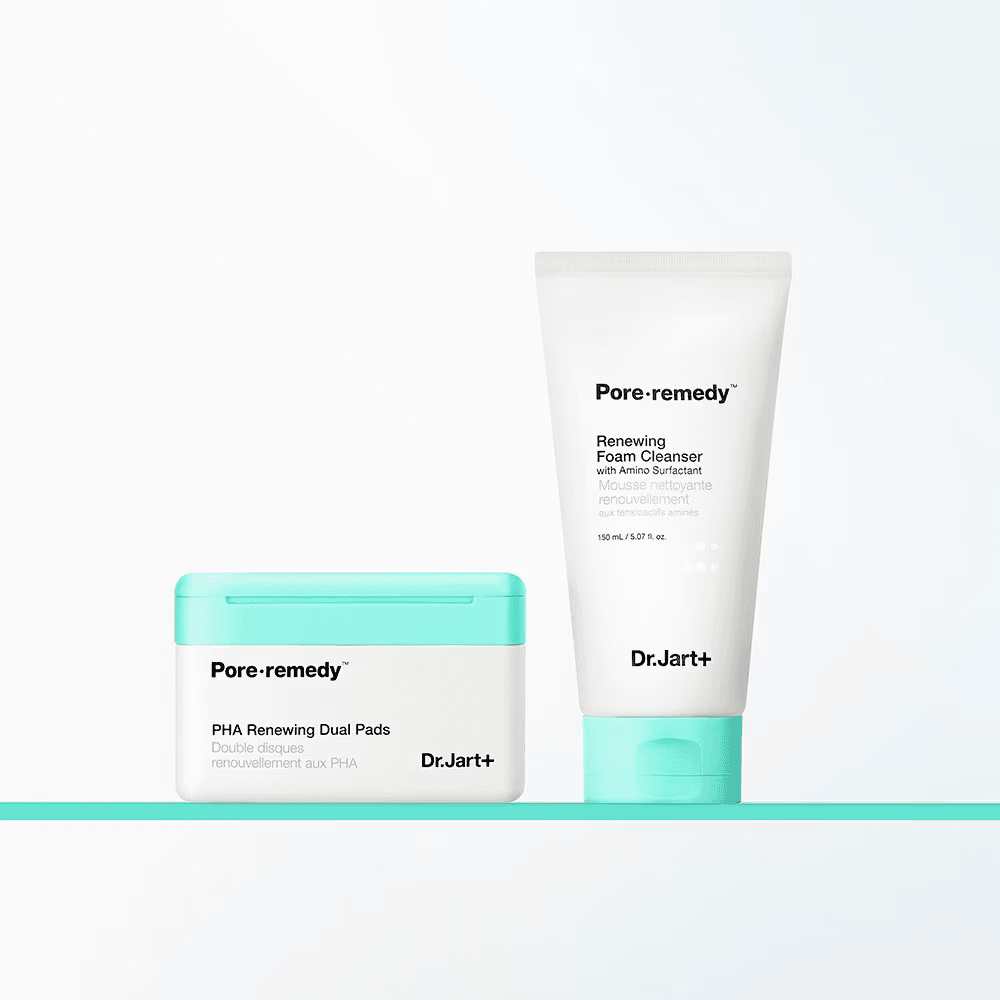 Pore·remedy™
Renewing
Foam Cleanser
with Amino Surfactant
Mousse nettoyante
renouvellement
aux tensioactifs aminés
150 mL / 5.07 fl. oz.
Dr.Jart+
Pore·remedy™
PHA Renewing Dual Pads
Double disques
renouvellement aux PHA
Dr.Jart+